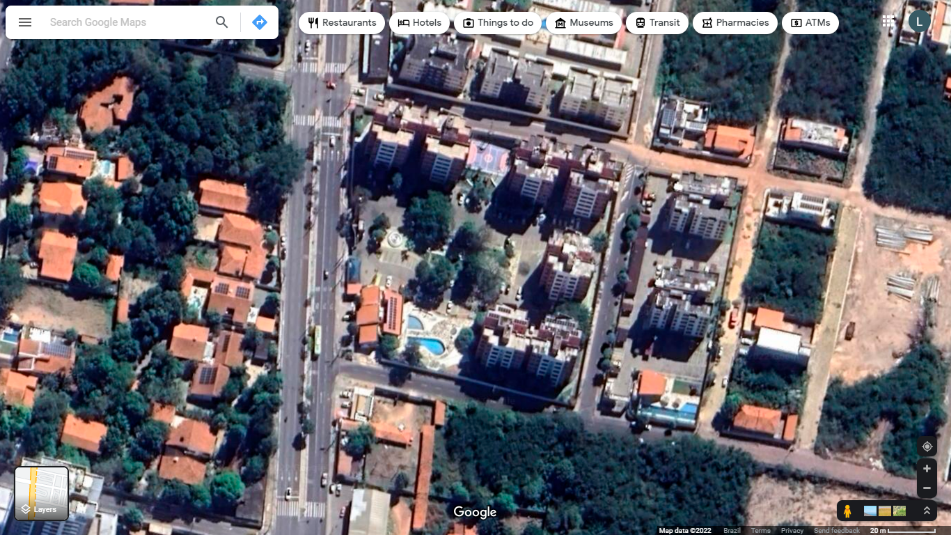 Search Google Maps
Restaurants
Hotels
Things to do
Museums
Transit
Pharmacies
ATMs
L
Layers
Google
Map data ©2022 Brazil Terms Privacy Send feedback 20 m